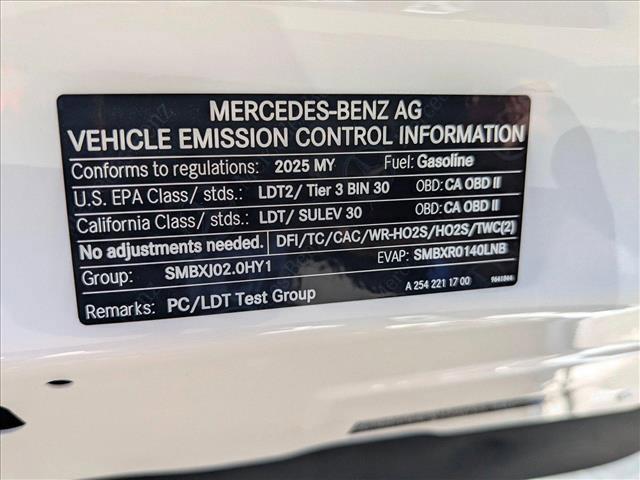 MERCEDES-BENZ AG
VEHICLE EMISSION CONTROL INFORMATION
Conforms to regulations: 2025 MY Fuel: Gasoline
U.S. EPA Class/ stds.: LDT2/ Tier 3 BIN 30 OBD: CA OBD II
California Class/ stds.: LDT/ SULEV 30 OBD: CA OBD II
No adjustments needed. DFI/TC/CAC/WR-HO2S/HO2S/TWC(2)
Group: SMBXJ02.0HY1 EVAP: SMBXR0140LNB
Remarks: PC/LDT Test Group A 254 221 17 00